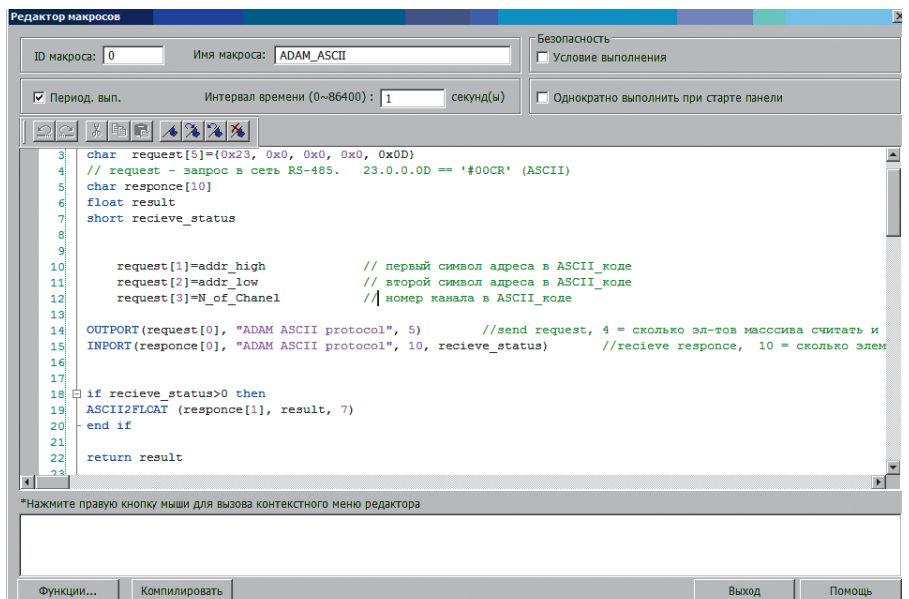 Редактор макросов
ID макроса: 0 Имя макроса: ADAM_ASCII
Безопасность
Условие выполнения
Период. вып. Интервал времени (0~86400) : 1 секунд(ы)
Однократно выполнить при старте панели
3 char request[5]={0x23, 0x0, 0x0, 0x0, 0x0D}
4 // request - запрос в сеть RS-485. 23.0.0.0D == '#00CR' (ASCII)
5 char responce[10]
6 float result
7 short recieve_status
8
9
10 request[1]=addr_high // первый символ адреса в ASCII_коде
11 request[2]=addr_low // второй символ адреса в ASCII_коде
12 request[3]=N_of_Chanel // номер канала в ASCII_коде
13
14 OUTPORT(request[0], "ADAM ASCII protocol", 5) //send request, 4 = сколько эл-тов масссива считать и
15 INPORT(responce[0], "ADAM ASCII protocol", 10, recieve_status) //recieve responce, 10 = сколько элем
16
17
18 if recieve_status>0 then
19 ASCII2FLOAT (responce[1], result, 7)
20 end if
21
22 return result
23
*Нажмите правую кнопку мыши для вызова контекстного меню редактора
Функции... Компилировать Выход Помощь